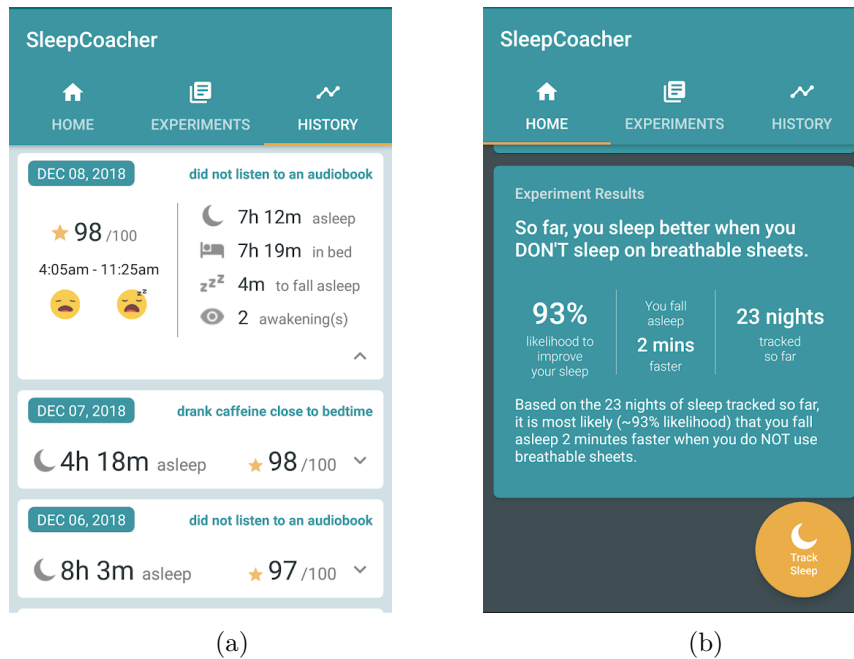 SleepCoacher
HOME EXPERIMENTS HISTORY
DEC 08, 2018 did not listen to an audiobook
98 /100
4:05am - 11:25am
7h 12m asleep
7h 19m in bed
zzz 4m to fall asleep
2 awakening(s)
DEC 07, 2018 drank caffeine close to bedtime
4h 18m asleep 98 /100
DEC 06, 2018 did not listen to an audiobook
8h 3m asleep 97 /100
(a)
SleepCoacher
HOME EXPERIMENTS HISTORY
Experiment Results
So far, you sleep better when you
DON'T sleep on breathable sheets.
93%
likelihood to
improve
your sleep
You fall
asleep
2 mins
faster
23 nights
tracked
so far
Based on the 23 nights of sleep tracked so far,
it is most likely (~93% likelihood) that you fall
asleep 2 minutes faster when you do NOT use
breathable sheets.
Track
Sleep
(b)